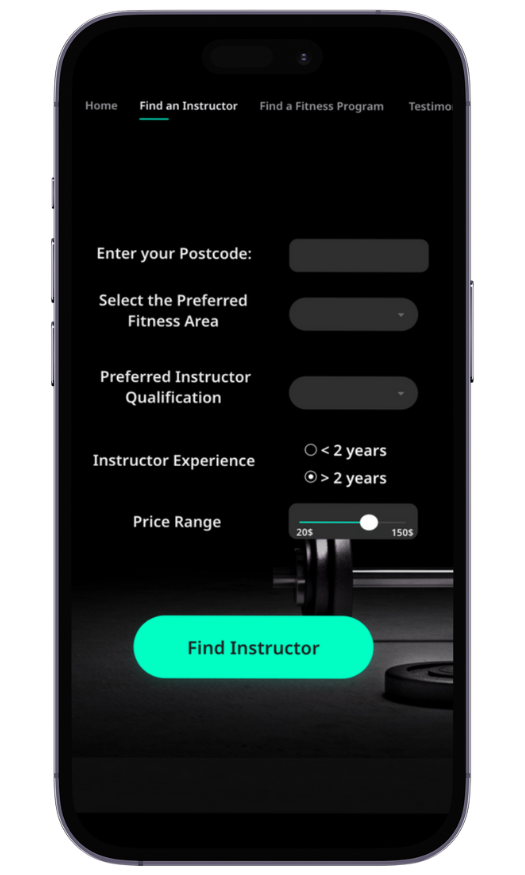 Home Find an Instructor Find a Fitness Program Testimo
Enter your Postcode:
Select the Preferred
Fitness Area
Preferred Instructor
Qualification
Instructor Experience
< 2 years
> 2 years
Price Range
20$ 150$
Find Instructor